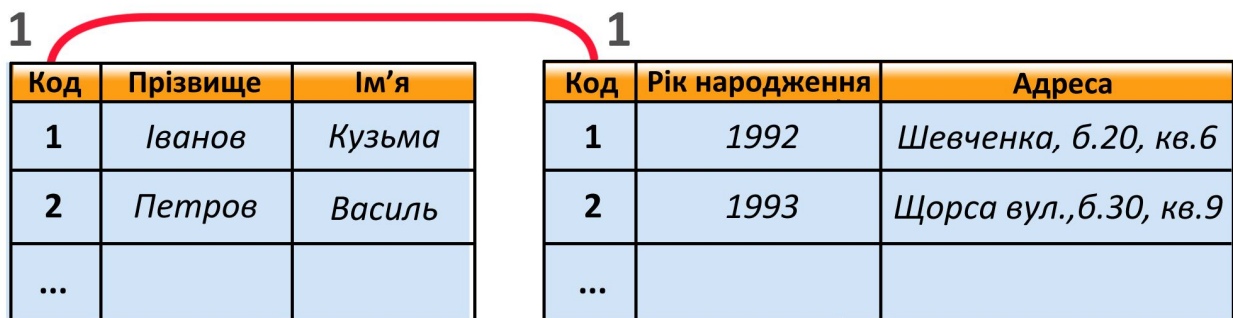 1 1
Код Прізвище Ім’я Код Рік народження Адреса
1 Іванов Кузьма 1 1992 Шевченка, б.20, кв.6
2 Петров Василь 2 1993 Щорса вул.,б.30, кв.9
... ...